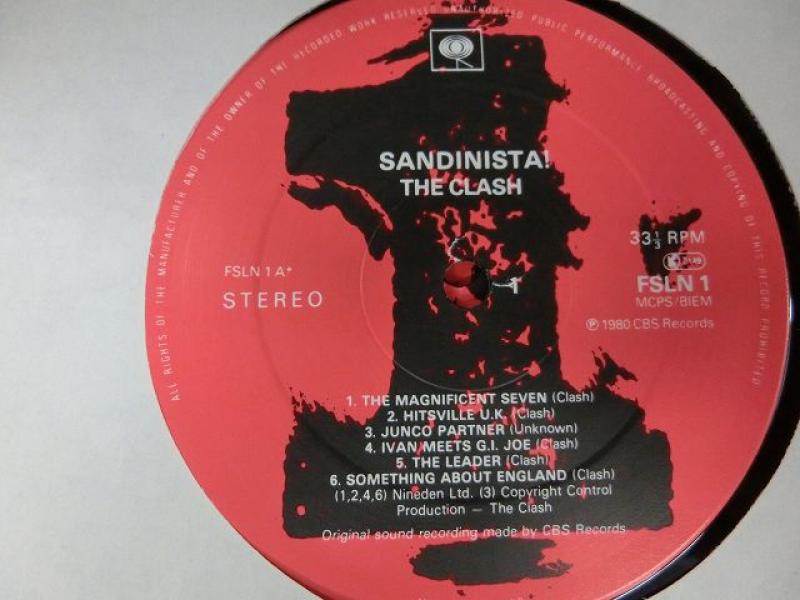 ALL RIGHTS OF THE MANUFACTURER AND OF THE OWNER OF THE RECORDED WORK RESERVED UNAUTHORIZED PUBLIC PERFORMANCE BROADCASTING AND COPYING OF THIS RECORD PROHIBITED
SANDINISTA!
THE CLASH
33⅓ RPM
FSLN 1 A*
STEREO
1
FSLN 1
MCPS/BIEM
℗ 1980 CBS Records
1. THE MAGNIFICENT SEVEN (Clash)
2. HITSVILLE U.K. (Clash)
3. JUNCO PARTNER (Unknown)
4. IVAN MEETS G.I. JOE (Clash)
5. THE LEADER (Clash)
6. SOMETHING ABOUT ENGLAND (Clash)
(1,2,4,6) Nineden Ltd. (3) Copyright Control
Production — The Clash
Original sound recording made by CBS Records